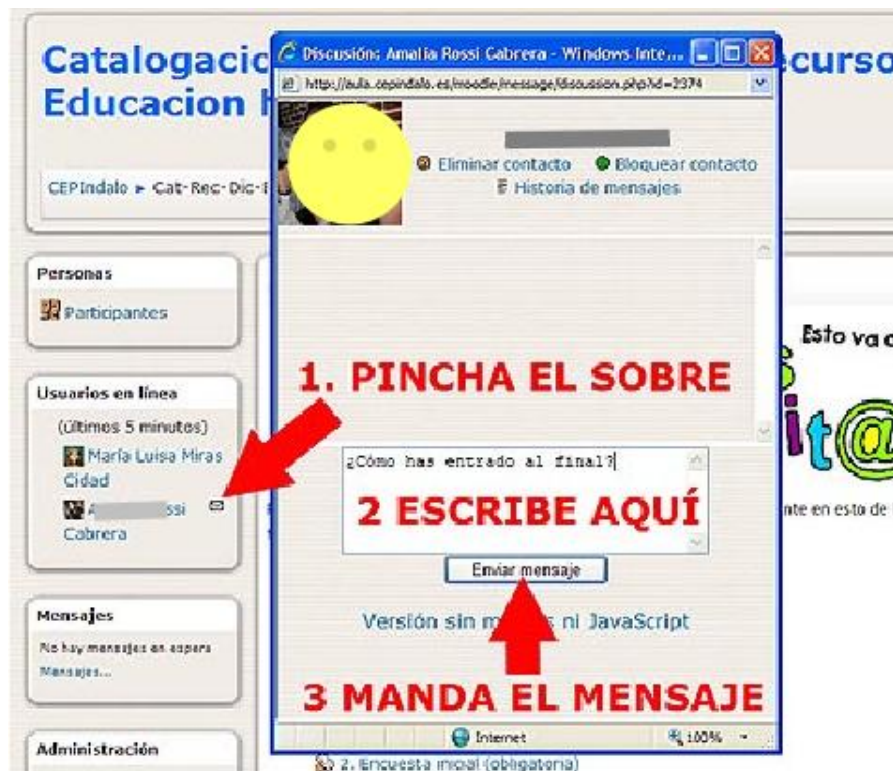 Catalogacio
Educacion
ecurso
CEPIndalo ► Cat-Rec-Dig-
Discusión: Amalia Rossi Cabrera - Windows Inte...
http://aula.cepindalo.es/moodle/message/discussion.php?id=2374
Eliminar contacto
Bloquear contacto
Historia de mensajes
Personas
Participantes
Usuarios en línea
(últimos 5 minutos)
María Luisa Miras
Cidad
A ssi
Cabrera
Mensajes
No hay mensajes en espera
Mensajes...
Administración
1. PINCHA EL SOBRE
¿Cómo has entrado al final?
2 ESCRIBE AQUÍ
Enviar mensaje
Versión sin m s ni JavaScript
3 MANDA EL MENSAJE
Internet
100%
2. Encuesta inicial (obligatoria)
Esto va d
it@
nte en esto de